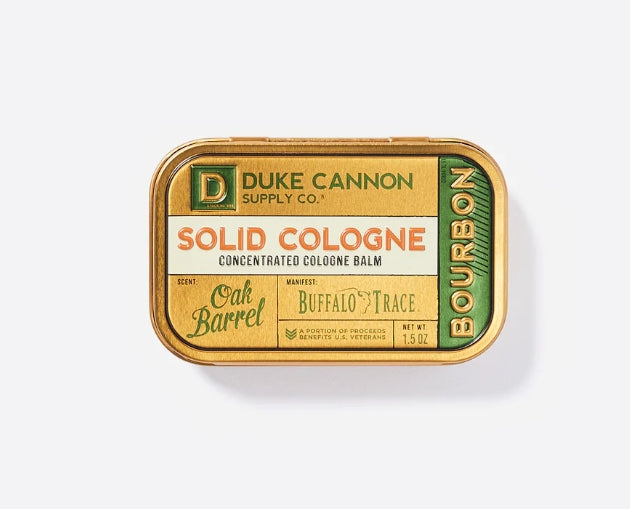 D
DUKE CANNON
SUPPLY CO.
SOLID COLOGNE
CONCENTRATED COLOGNE BALM
SCENT:
Oak
Barrel
MANIFEST:
BUFFALO TRACE
A PORTION OF PROCEEDS
BENEFITS U.S. VETERANS
NET WT
1.5 OZ
BOURBON